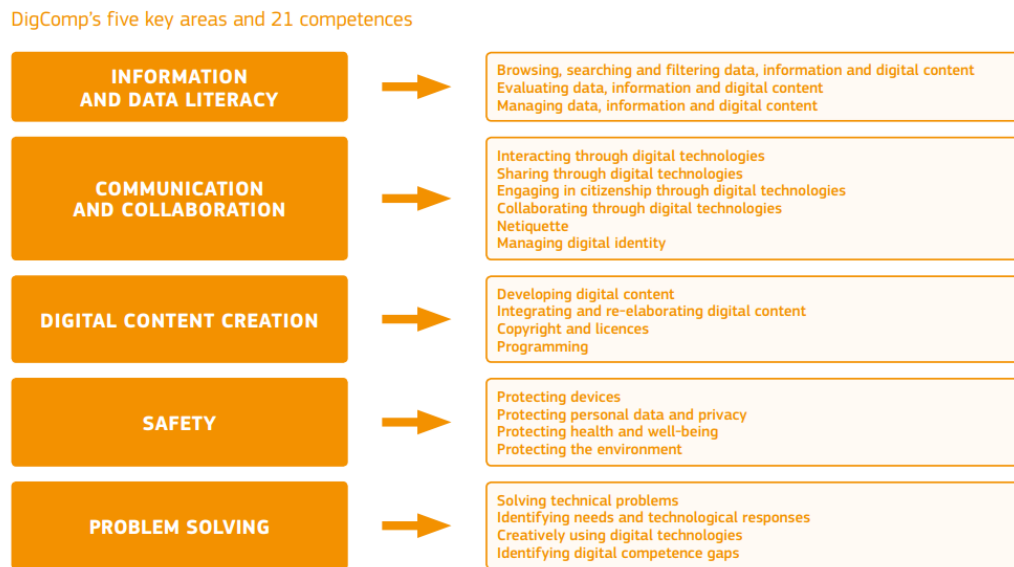 DigComp's five key areas and 21 competences
INFORMATION
AND DATA LITERACY
Browsing, searching and filtering data, information and digital content
Evaluating data, information and digital content
Managing data, information and digital content
COMMUNICATION
AND COLLABORATION
Interacting through digital technologies
Sharing through digital technologies
Engaging in citizenship through digital technologies
Collaborating through digital technologies
Netiquette
Managing digital identity
DIGITAL CONTENT CREATION
Developing digital content
Integrating and re-elaborating digital content
Copyright and licences
Programming
SAFETY
Protecting devices
Protecting personal data and privacy
Protecting health and well-being
Protecting the environment
PROBLEM SOLVING
Solving technical problems
Identifying needs and technological responses
Creatively using digital technologies
Identifying digital competence gaps